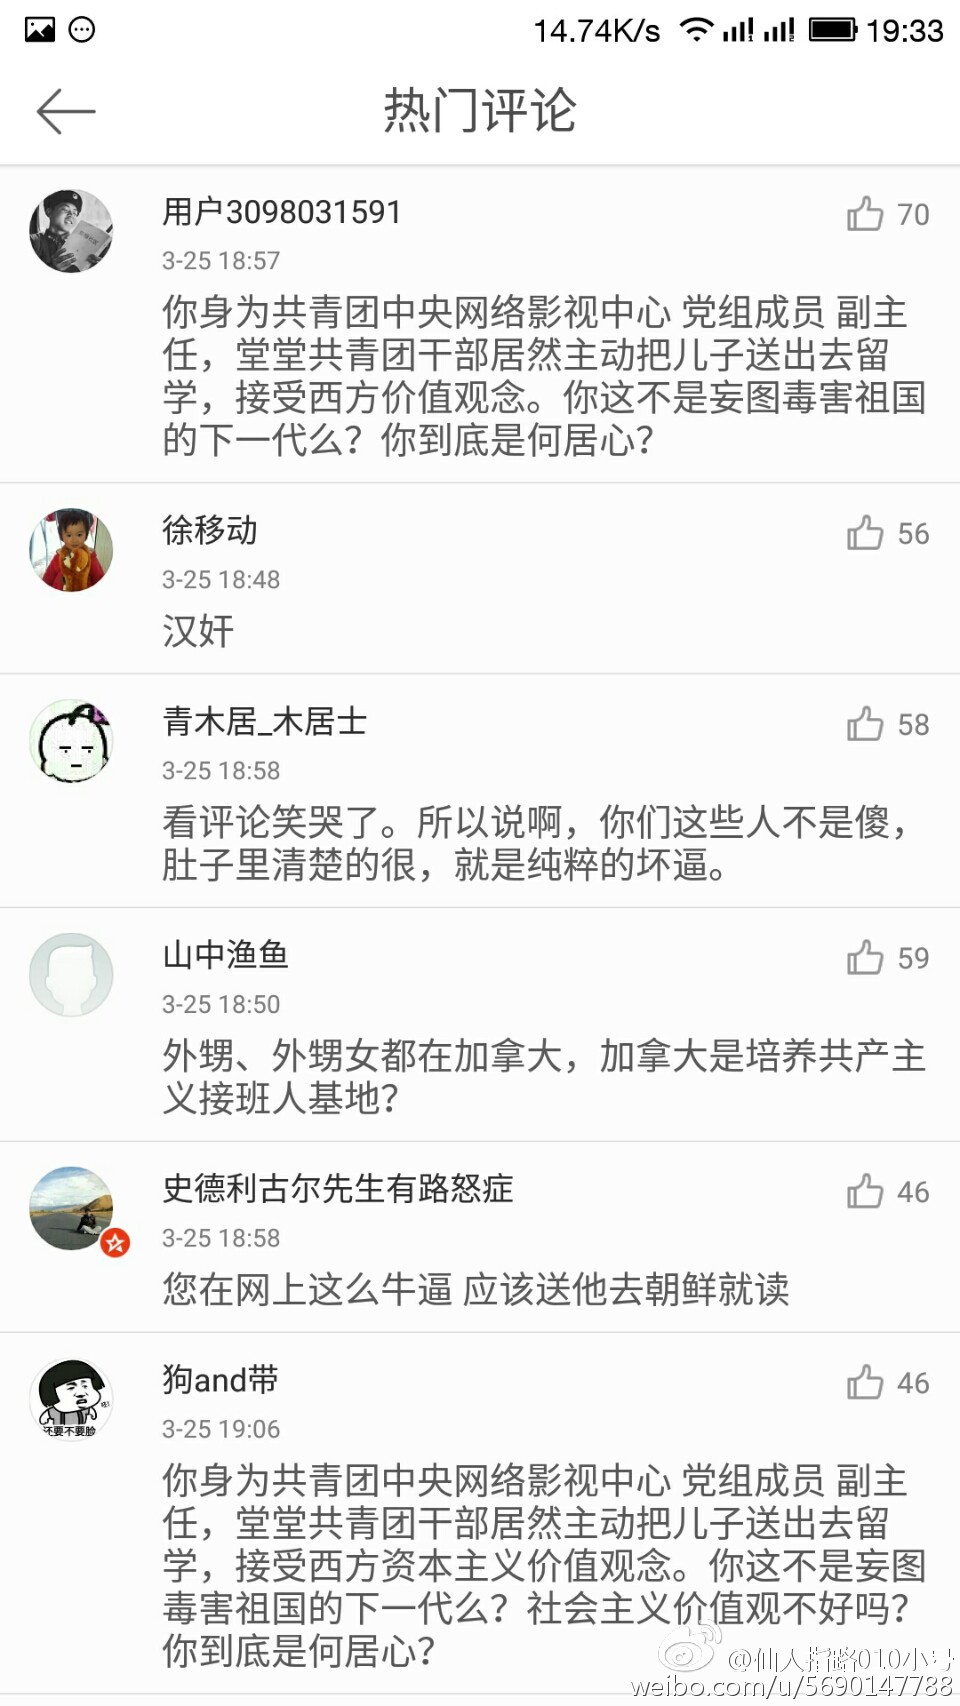 14.74K/s 19:33
热门评论
用户3098031591
70
3-25 18:57
你身为共青团中央网络影视中心 党组成员 副主
任，堂堂共青团干部居然主动把儿子送出去留
学，接受西方价值观念。你这不是妄图毒害祖国
的下一代么？你到底是何居心？
徐移动
56
3-25 18:48
汉奸
青木居_木居士
58
3-25 18:58
看评论笑哭了。所以说啊，你们这些人不是傻，
肚子里清楚的很，就是纯粹的坏逼。
山中渔鱼
59
3-25 18:50
外甥、外甥女都在加拿大，加拿大是培养共产主
义接班人基地？
史德利古尔先生有路怒症
46
3-25 18:58
您在网上这么牛逼 应该送他去朝鲜就读
狗and带
46
3-25 19:06
还要不要脸
你身为共青团中央网络影视中心 党组成员 副主
任，堂堂共青团干部居然主动把儿子送出去留
学，接受西方资本主义价值观念。你这不是妄图
毒害祖国的下一代么？社会主义价值观不好吗？
你到底是何居心？
@仙人指路010小号
weibo.com/u/5690147788